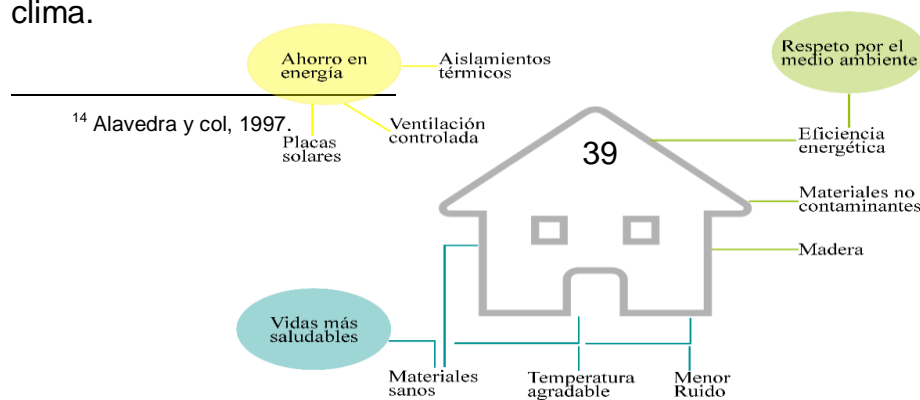 clima.
Ahorro en
energía
Aislamientos
térmicos
Respeto por el
medio ambiente
14 Alavedra y col, 1997.
Placas
solares
Ventilación
controlada
39
Eficiencia
energética
Materiales no
contaminantes
Madera
Vidas más
saludables
Materiales
sanos
Temperatura
agradable
Menor
Ruido